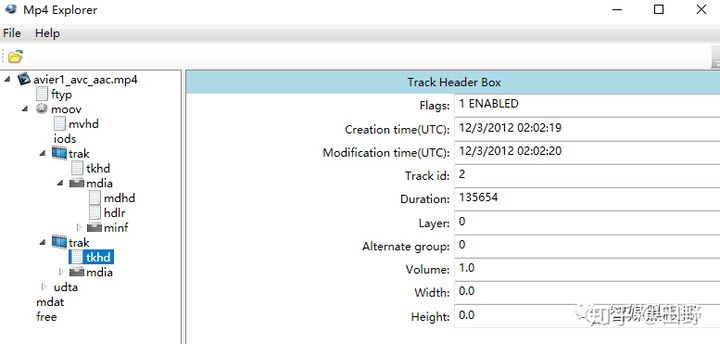 Mp4 Explorer
File Help
avier1_avc_aac.mp4
ftyp
moov
mvhd
iods
trak
tkhd
mdia
mdhd
hdlr
minf
trak
tkhd
mdia
udta
mdat
free
Track Header Box
Flags: 1 ENABLED
Creation time(UTC): 12/3/2012 02:02:19
Modification time(UTC): 12/3/2012 02:02:20
Track id: 2
Duration: 135654
Layer: 0
Alternate group: 0
Volume: 1.0
Width: 0.0
Height: 0.0
知乎